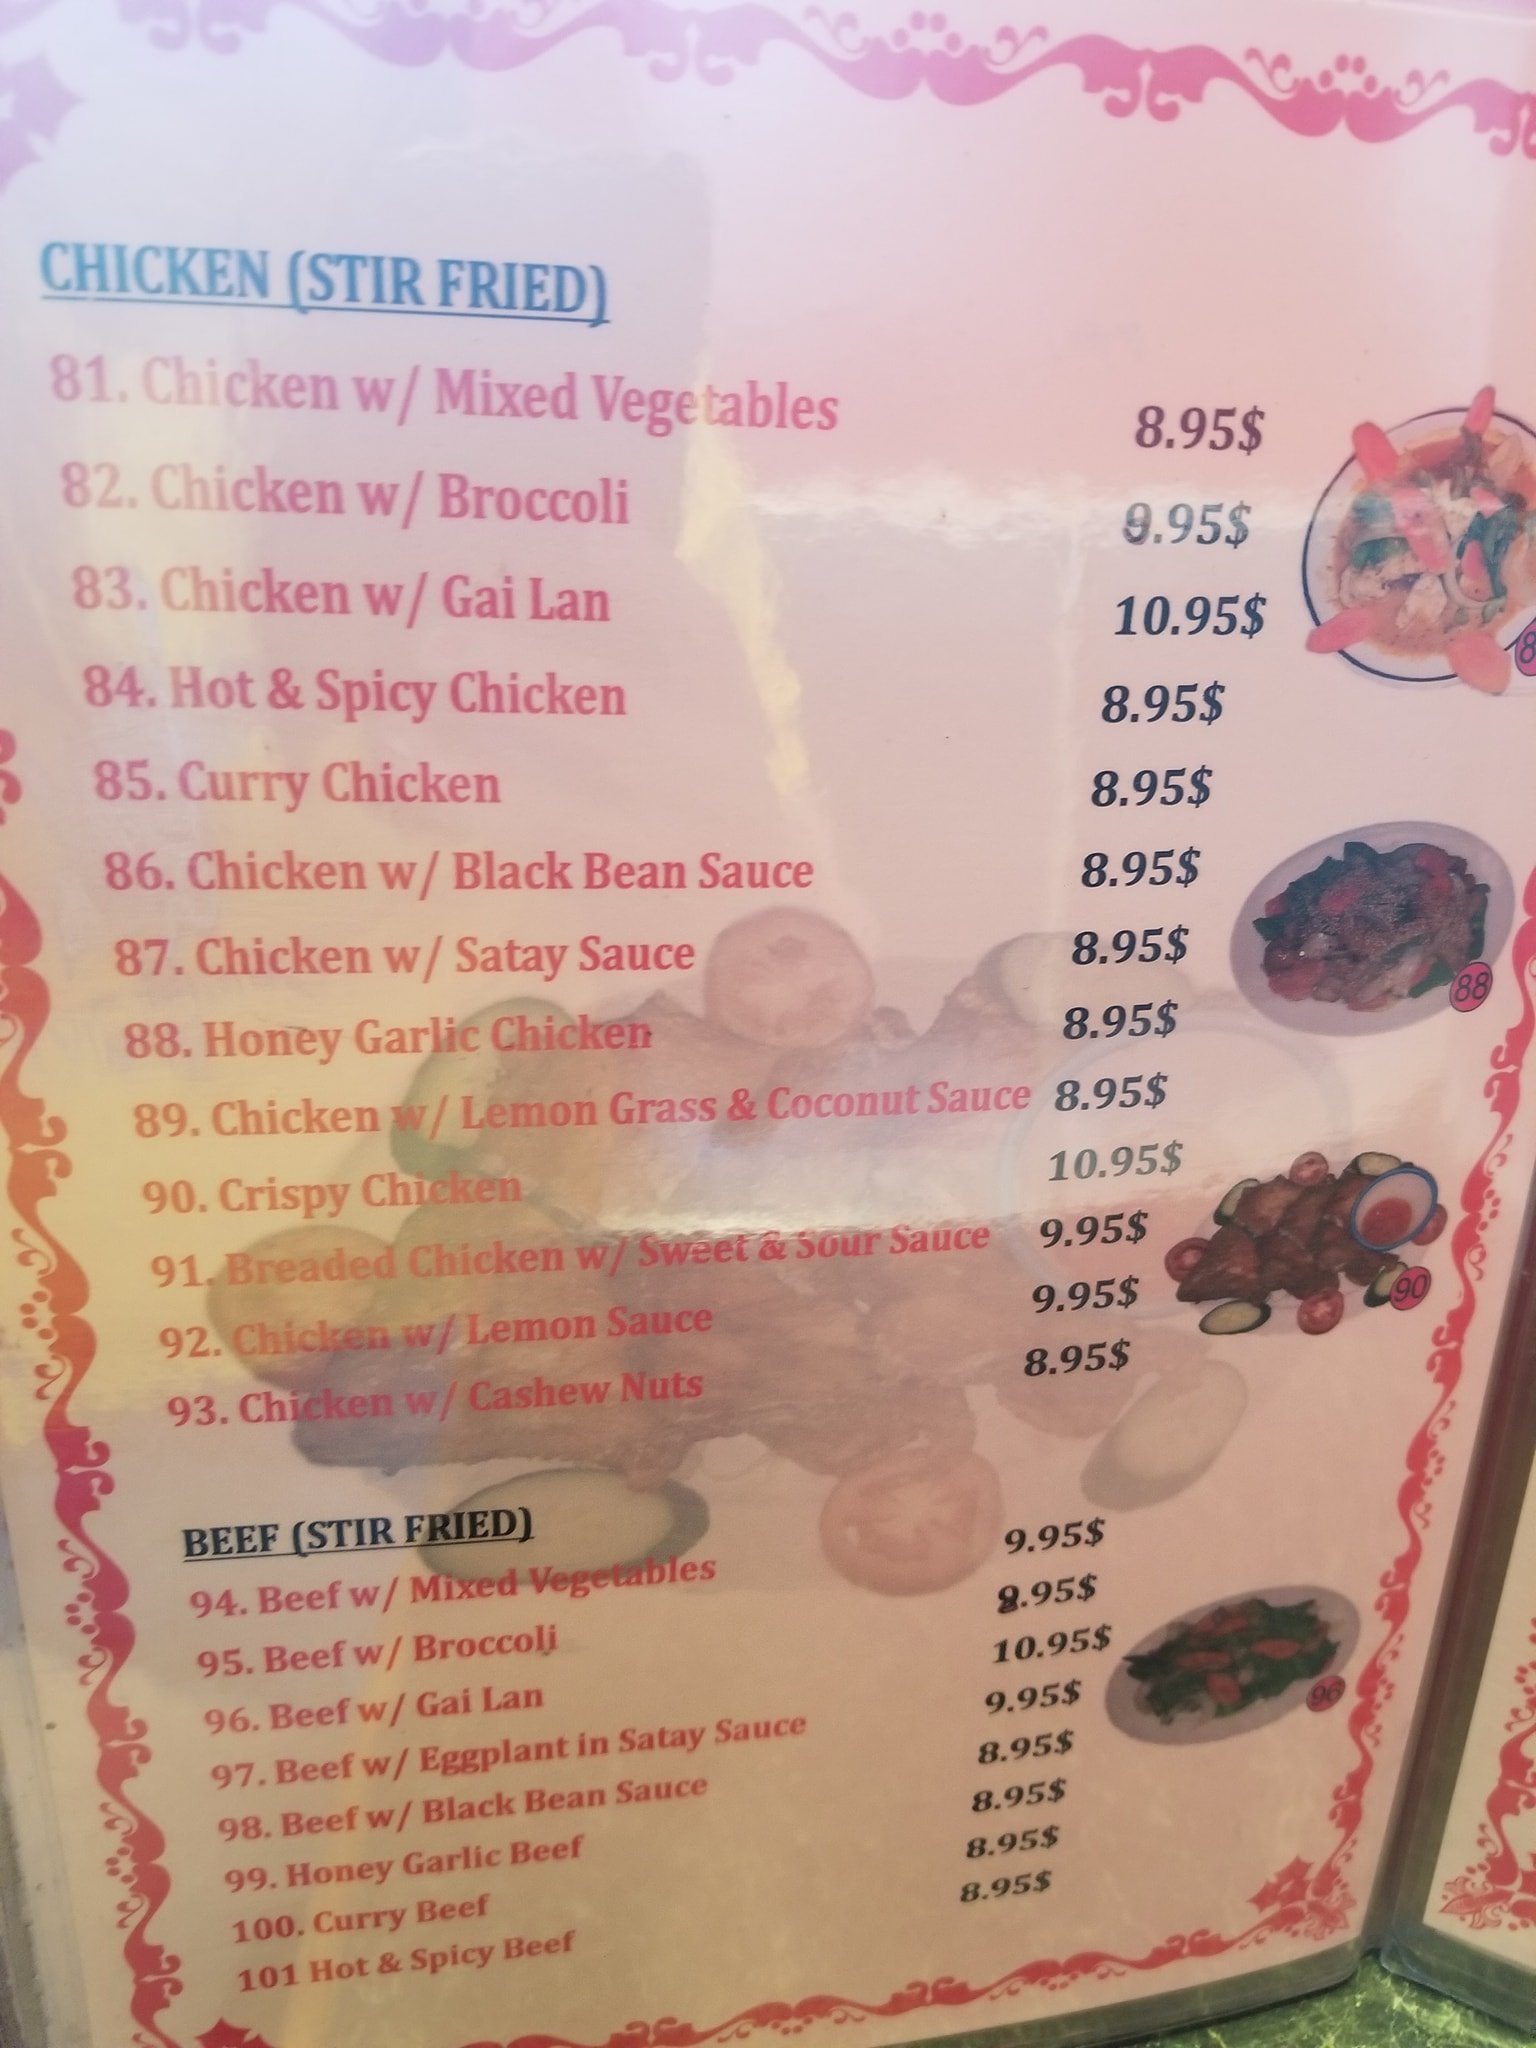 CHICKEN (STIR FRIED)
81. Chicken w/ Mixed Vegetables 8.95$
82. Chicken w/ Broccoli 9.95$
83. Chicken w/ Gai Lan 10.95$
84. Hot & Spicy Chicken 8.95$
85. Curry Chicken 8.95$
86. Chicken w/ Black Bean Sauce 8.95$
87. Chicken w/ Satay Sauce 8.95$
88. Honey Garlic Chicken 8.95$
89. Chicken w/ Lemon Grass & Coconut Sauce 8.95$
90. Crispy Chicken 10.95$
91. Breaded Chicken w/ Sweet & Sour Sauce 9.95$
92. Chicken w/ Lemon Sauce 9.95$
93. Chicken w/ Cashew Nuts 8.95$
88
90
BEEF (STIR FRIED)
94. Beef w/ Mixed Vegetables 9.95$
95. Beef w/ Broccoli 9.95$
96. Beef w/ Gai Lan 10.95$
97. Beef w/ Eggplant in Satay Sauce 9.95$
98. Beef w/ Black Bean Sauce 8.95$
99. Honey Garlic Beef 8.95$
100. Curry Beef 8.95$
101 Hot & Spicy Beef 8.95$
96